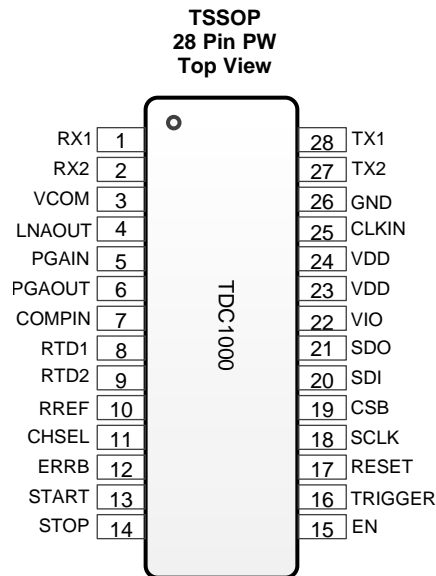 TSSOP
28 Pin PW
Top View
RX1 1
RX2 2
VCOM 3
LNAOUT 4
PGAIN 5
PGAOUT 6
COMPIN 7
RTD1 8
RTD2 9
RREF 10
CHSEL 11
ERRB 12
START 13
STOP 14
TDC1000
28 TX1
27 TX2
26 GND
25 CLKIN
24 VDD
23 VDD
22 VIO
21 SDO
20 SDI
19 CSB
18 SCLK
17 RESET
16 TRIGGER
15 EN